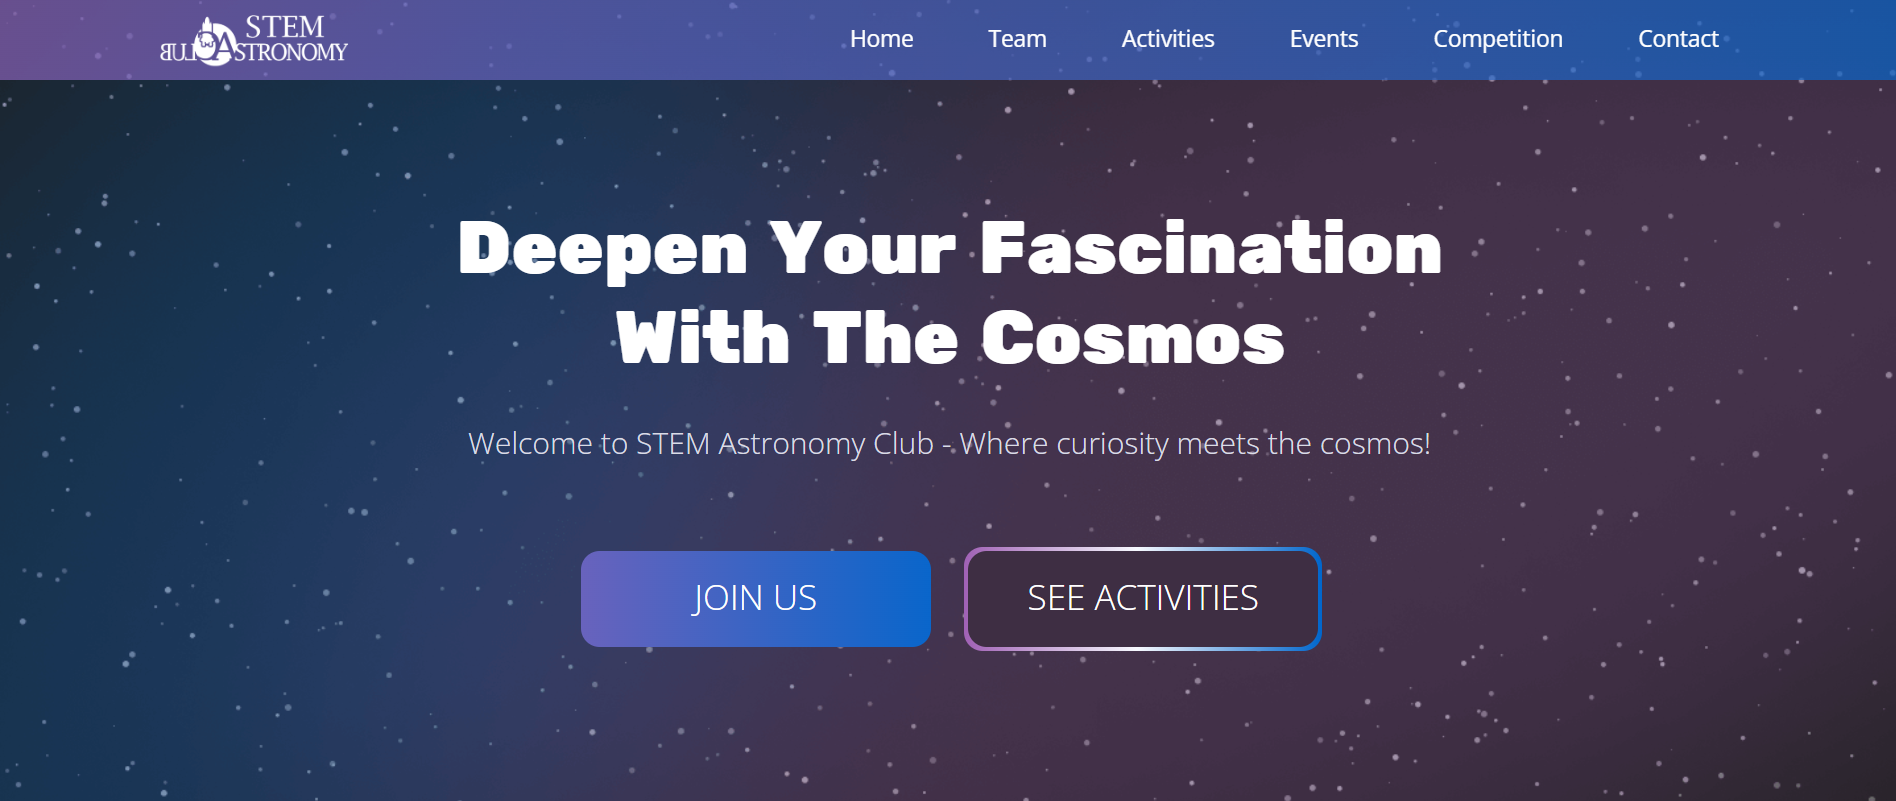 STEM
CLUB ASTRONOMY
Home Team Activities Events Competition Contact
Deepen Your Fascination
With The Cosmos
Welcome to STEM Astronomy Club - Where curiosity meets the cosmos!
JOIN US SEE ACTIVITIES